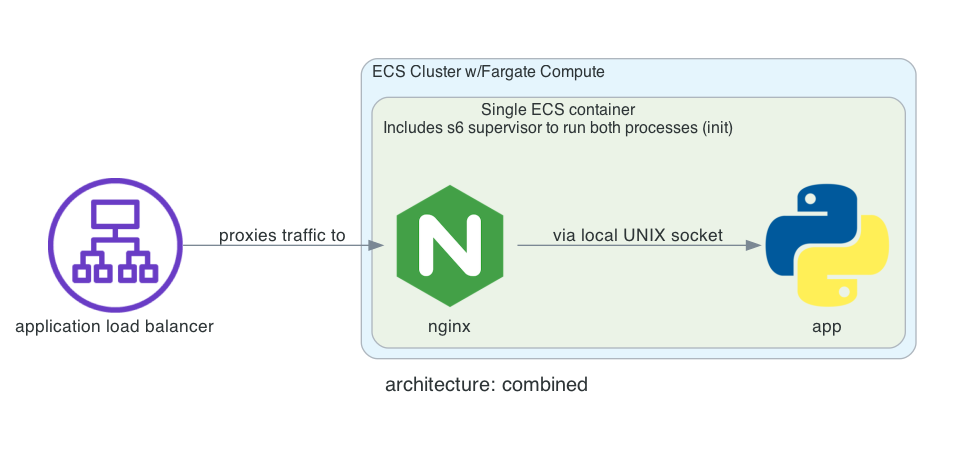 ECS Cluster w/Fargate Compute
Single ECS container
Includes s6 supervisor to run both processes (init)
proxies traffic to
via local UNIX socket
application load balancer
nginx
app
architecture: combined